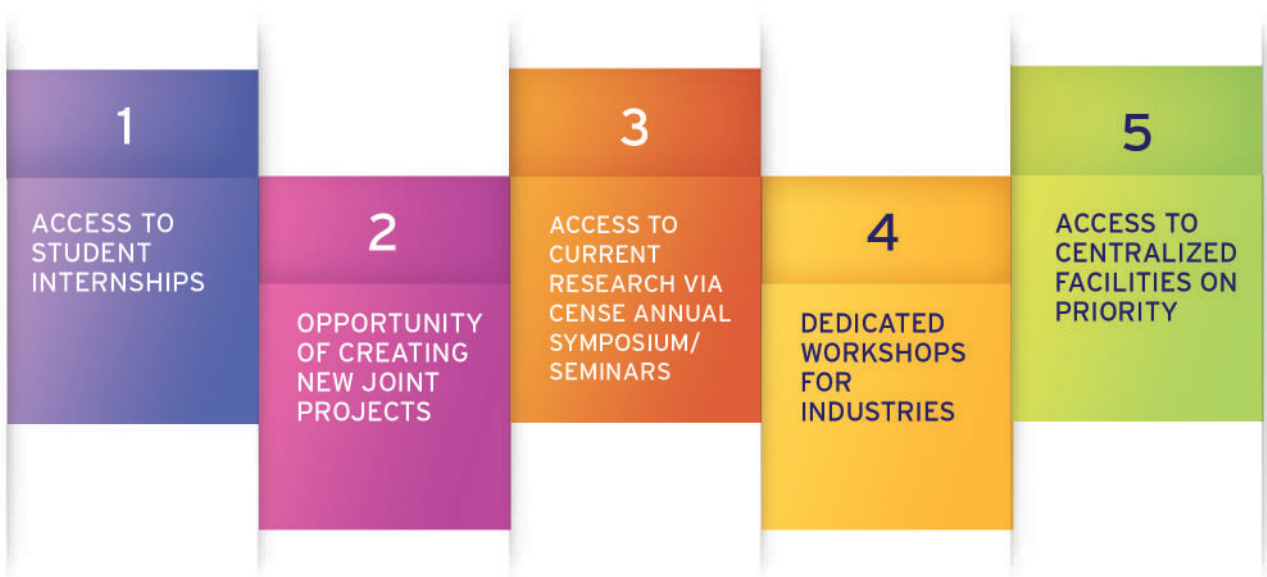 1
ACCESS TO
STUDENT
INTERNSHIPS
2
OPPORTUNITY
OF CREATING
NEW JOINT
PROJECTS
3
ACCESS TO
CURRENT
RESEARCH VIA
CENSE ANNUAL
SYMPOSIUM/
SEMINARS
4
DEDICATED
WORKSHOPS
FOR
INDUSTRIES
5
ACCESS TO
CENTRALIZED
FACILITIES ON
PRIORITY